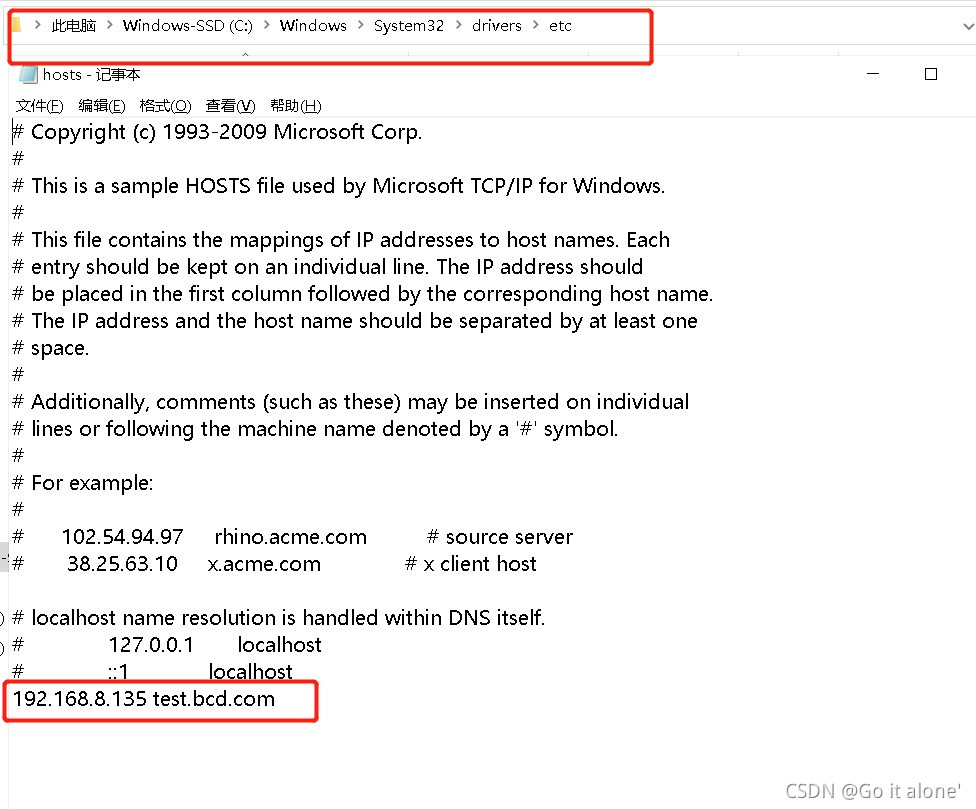 此电脑 > Windows-SSD (C:) > Windows > System32 > drivers > etc
hosts - 记事本
文件(F) 编辑(E) 格式(O) 查看(V) 帮助(H)
# Copyright (c) 1993-2009 Microsoft Corp.
#
# This is a sample HOSTS file used by Microsoft TCP/IP for Windows.
#
# This file contains the mappings of IP addresses to host names. Each
# entry should be kept on an individual line. The IP address should
# be placed in the first column followed by the corresponding host name.
# The IP address and the host name should be separated by at least one
# space.
#
# Additionally, comments (such as these) may be inserted on individual
# lines or following the machine name denoted by a '#' symbol.
#
# For example:
#
#      102.54.94.97     rhino.acme.com          # source server
#       38.25.63.10     x.acme.com              # x client host

# localhost name resolution is handled within DNS itself.
#	127.0.0.1       localhost
#	::1             localhost
192.168.8.135 test.bcd.com
CSDN @Go it alone'